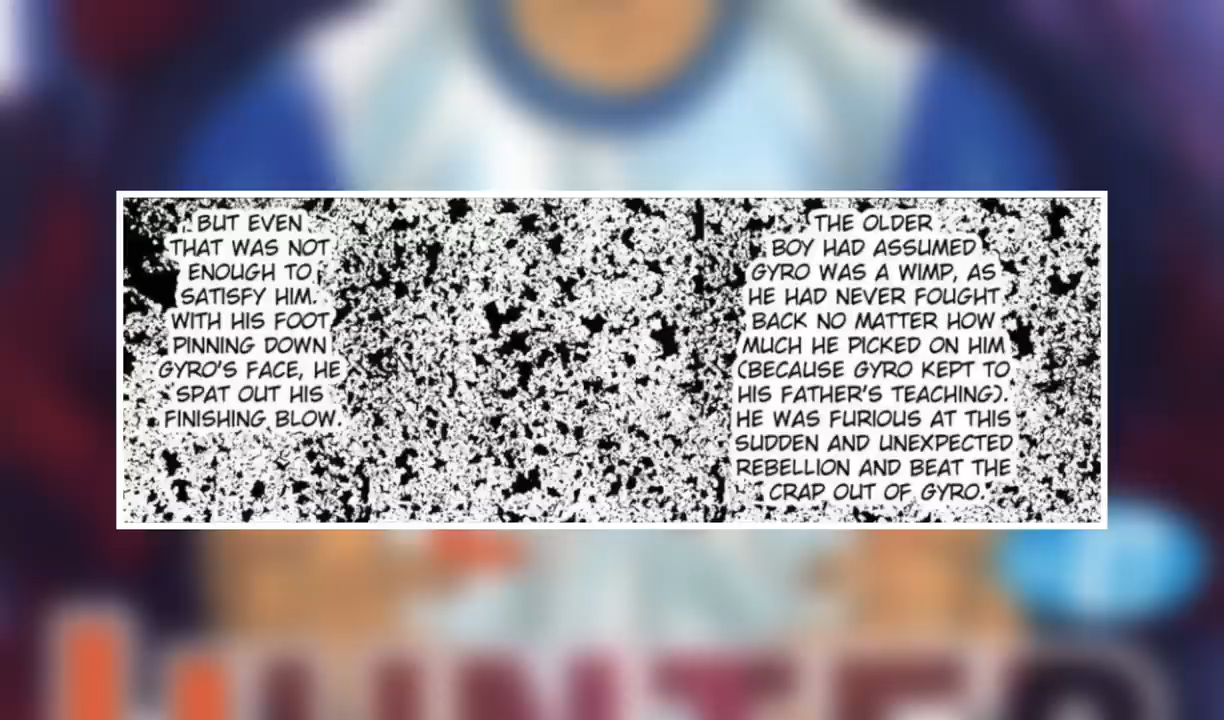 BUT EVEN
THAT WAS NOT
ENOUGH TO
SATISFY HIM.
WITH HIS FOOT
PINNING DOWN
GYRO'S FACE, HE
SPAT OUT HIS
FINISHING BLOW.
THE OLDER
BOY HAD ASSUMED
GYRO WAS A WIMP, AS
HE HAD NEVER FOUGHT
BACK NO MATTER HOW
MUCH HE PICKED ON HIM
(BECAUSE GYRO KEPT TO
HIS FATHER'S TEACHING).
HE WAS FURIOUS AT THIS
SUDDEN AND UNEXPECTED
REBELLION AND BEAT THE
CRAP OUT OF GYRO.
HUNTER